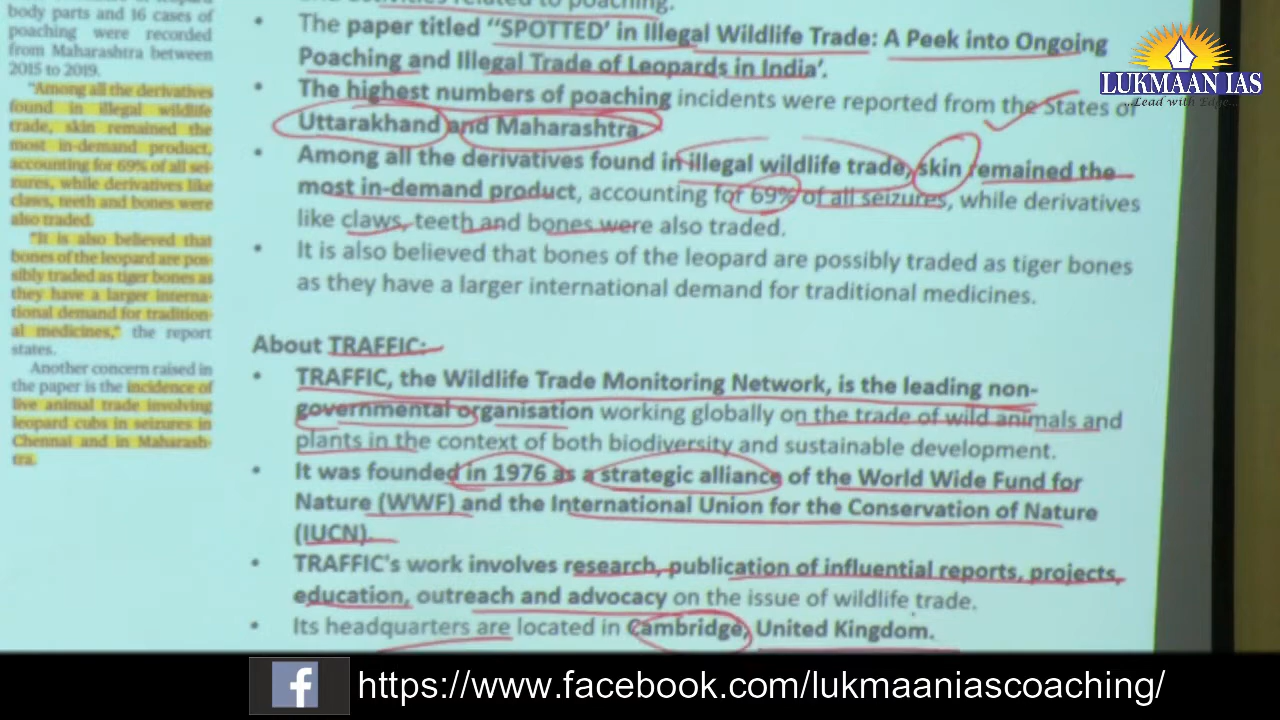 body parts and 16 cases of
poaching were recorded
from Maharashtra between
2015 to 2019.
"Among all the derivatives
found in illegal wildlife
trade, skin remained the
most in-demand product,
accounting for 69% of all sei-
zures, while derivatives like
claws, teeth and bones were
also traded.
"It is also believed that
bones of the leopard are pos-
sibly traded as tiger bones as
they have a larger interna-
tional demand for tradition-
al medicines," the report
states.
Another concern raised in
the paper is the incidence of
live animal trade involving
leopard cubs in seizures in
Chennai and in Maharash-
tra.
activities related to poaching.
• The paper titled "SPOTTED' in Illegal Wildlife Trade: A Peek into Ongoing
Poaching and Illegal Trade of Leopards in India'.
• The highest numbers of poaching incidents were reported from the States of
Uttarakhand and Maharashtra.
• Among all the derivatives found in illegal wildlife trade, skin remained the
most in-demand product, accounting for 69% of all seizures, while derivatives
like claws, teeth and bones were also traded.
• It is also believed that bones of the leopard are possibly traded as tiger bones
as they have a larger international demand for traditional medicines.
About TRAFFIC:
• TRAFFIC, the Wildlife Trade Monitoring Network, is the leading non-
governmental organisation working globally on the trade of wild animals and
plants in the context of both biodiversity and sustainable development.
• It was founded in 1976 as a strategic alliance of the World Wide Fund for
Nature (WWF) and the International Union for the Conservation of Nature
(IUCN).
• TRAFFIC's work involves research, publication of influential reports, projects,
education, outreach and advocacy on the issue of wildlife trade.
• Its headquarters are located in Cambridge, United Kingdom.
LUKMAAN IAS
...Lead with Edge...
f https://www.facebook.com/lukmaaniascoaching/